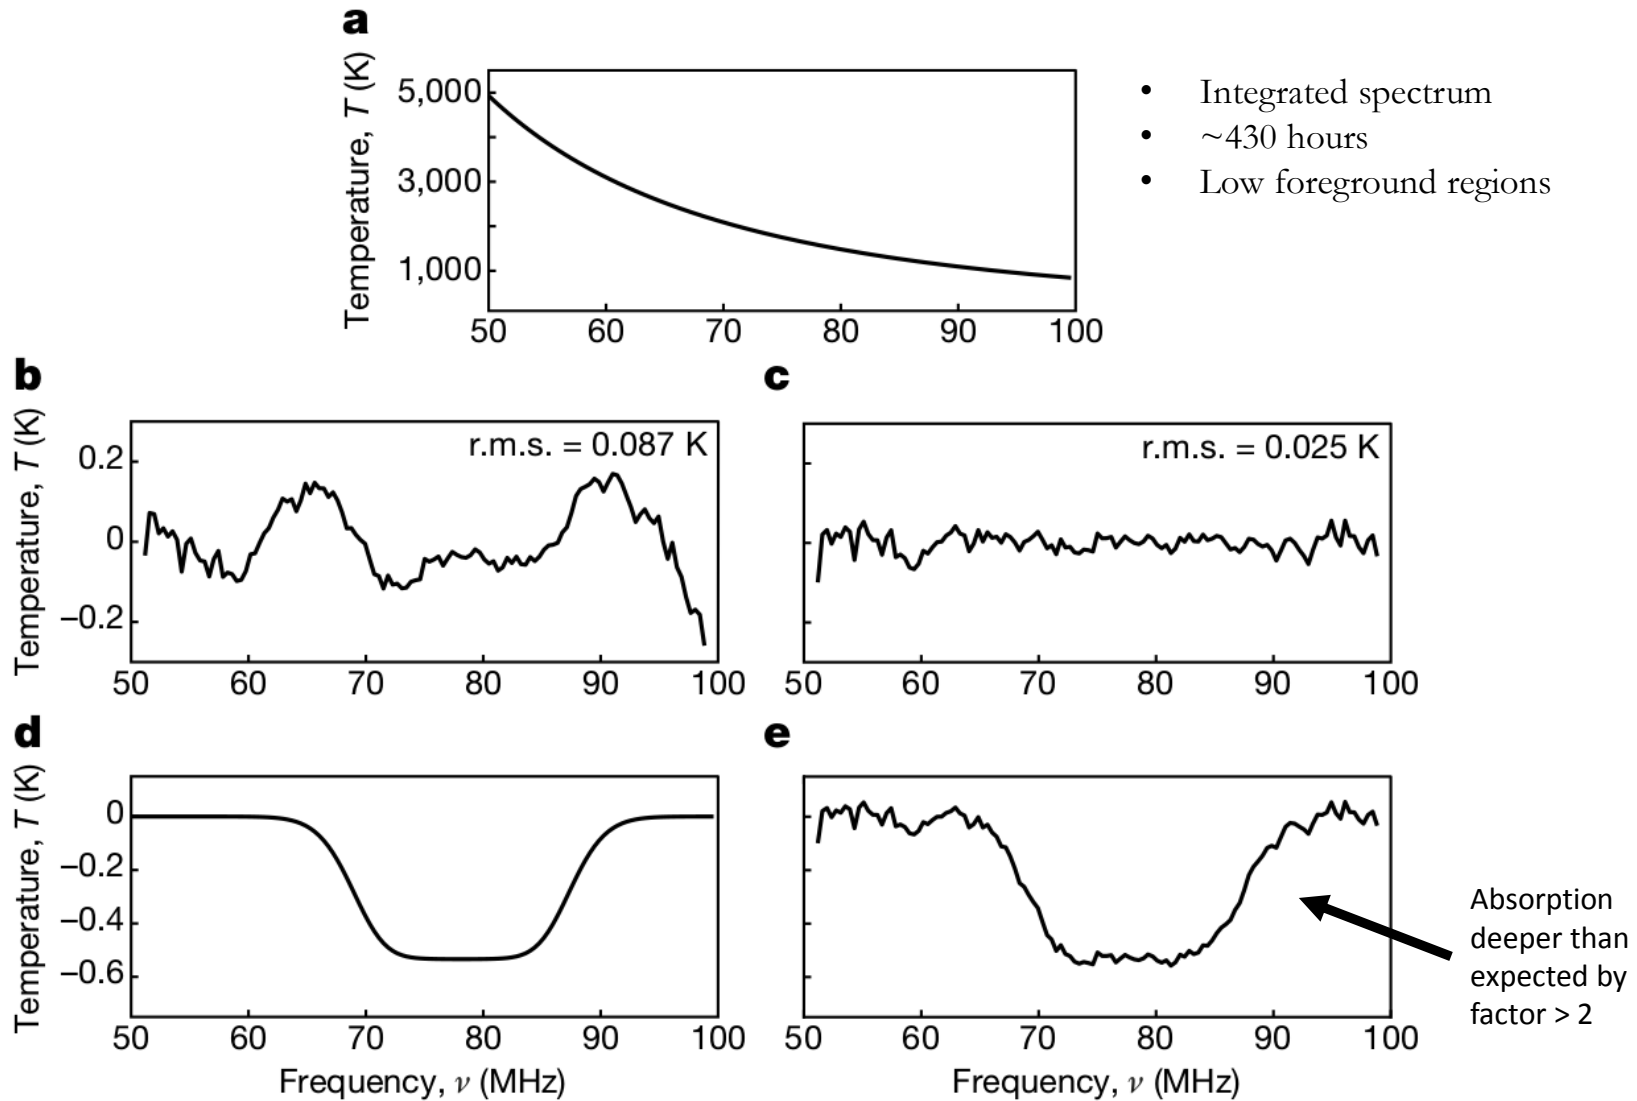 a
Temperature, T (K)
5,000
3,000
1,000
50 60 70 80 90 100
• Integrated spectrum
• ~430 hours
• Low foreground regions
b
Temperature, T (K)
r.m.s. = 0.087 K
0.2
0
−0.2
50 60 70 80 90 100
c
r.m.s. = 0.025 K
50 60 70 80 90 100
d
Temperature, T (K)
0
−0.2
−0.4
−0.6
50 60 70 80 90 100
Frequency, ν (MHz)
e
50 60 70 80 90 100
Frequency, ν (MHz)
Absorption
deeper than
expected by
factor > 2